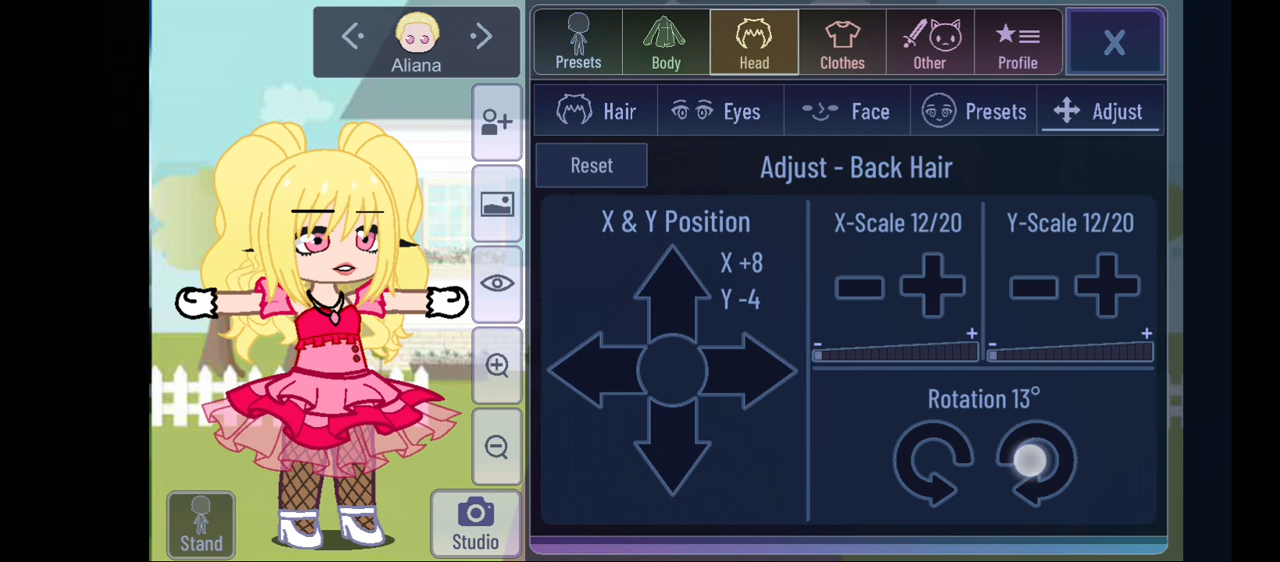 Aliana
Presets
Body
Head
Clothes
Other
Profile
X
Hair
Eyes
Face
Presets
Adjust
Reset
Adjust - Back Hair
X & Y Position
X +8
Y -4
X-Scale 12/20
- +
Y-Scale 12/20
- +
Rotation 13°
Stand
Studio